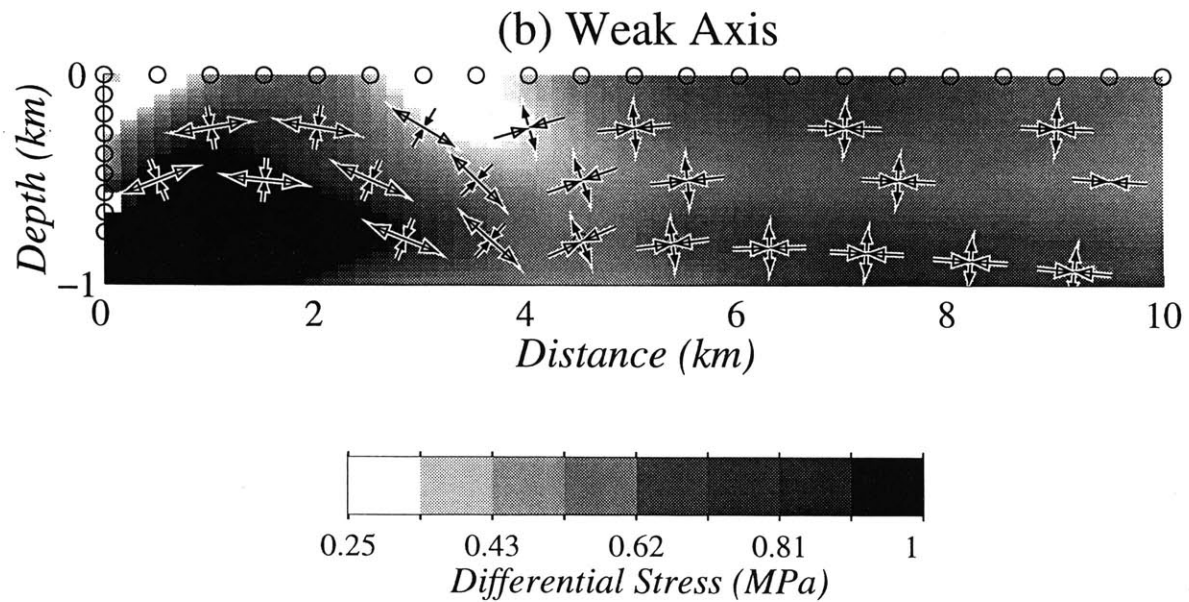 (b) Weak Axis
0
Depth (km)
−1
0 2 4 6 8 10
Distance (km)
0.25 0.43 0.62 0.81 1
Differential Stress (MPa)